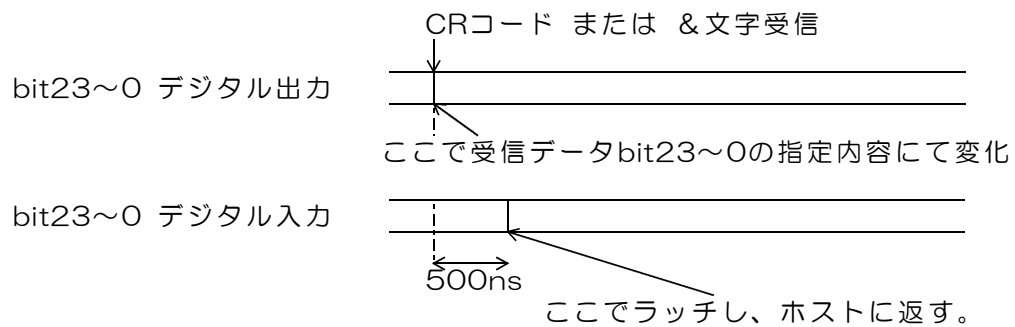 CRコード または &文字受信
bit23~0 デジタル出力
ここで受信データbit23~0の指定内容にて変化
bit23~0 デジタル入力
500ns
ここでラッチし、ホストに返す。